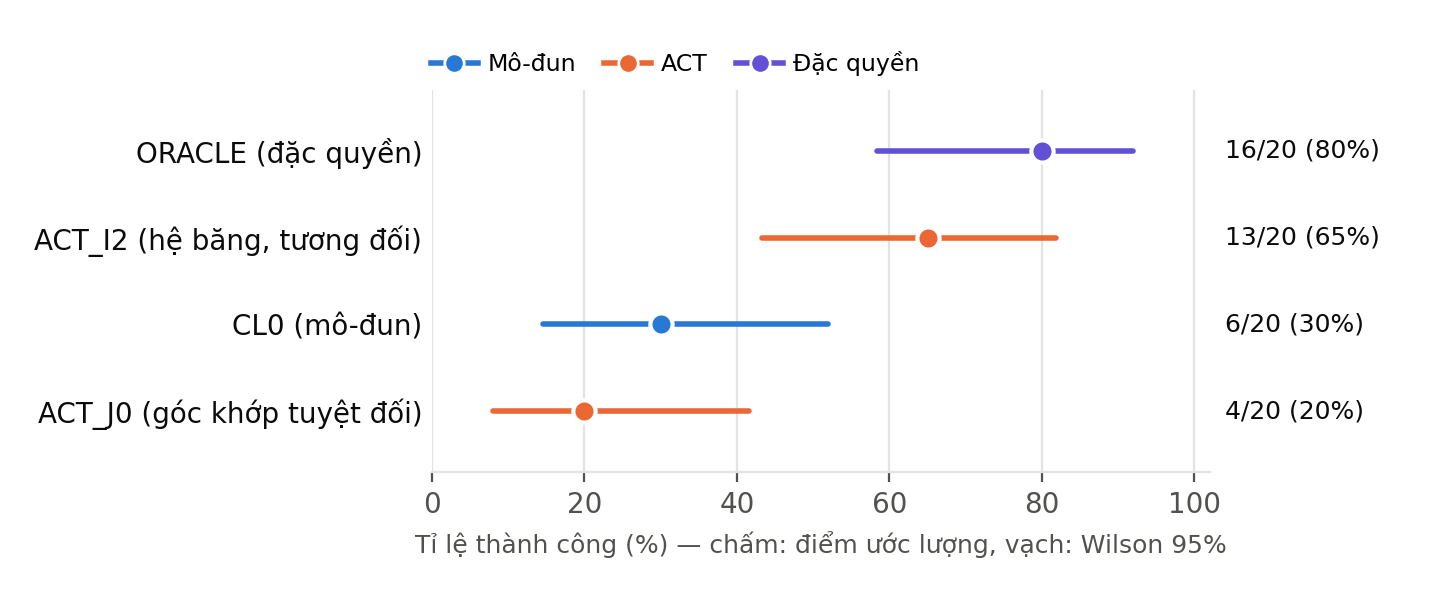 Mô-đun ACT Đặc quyền
ORACLE (đặc quyền) 16/20 (80%)
ACT_I2 (hệ băng, tương đối) 13/20 (65%)
CL0 (mô-đun) 6/20 (30%)
ACT_J0 (góc khớp tuyệt đối) 4/20 (20%)
0 20 40 60 80 100
Tỉ lệ thành công (%) — chấm: điểm ước lượng, vạch: Wilson 95%